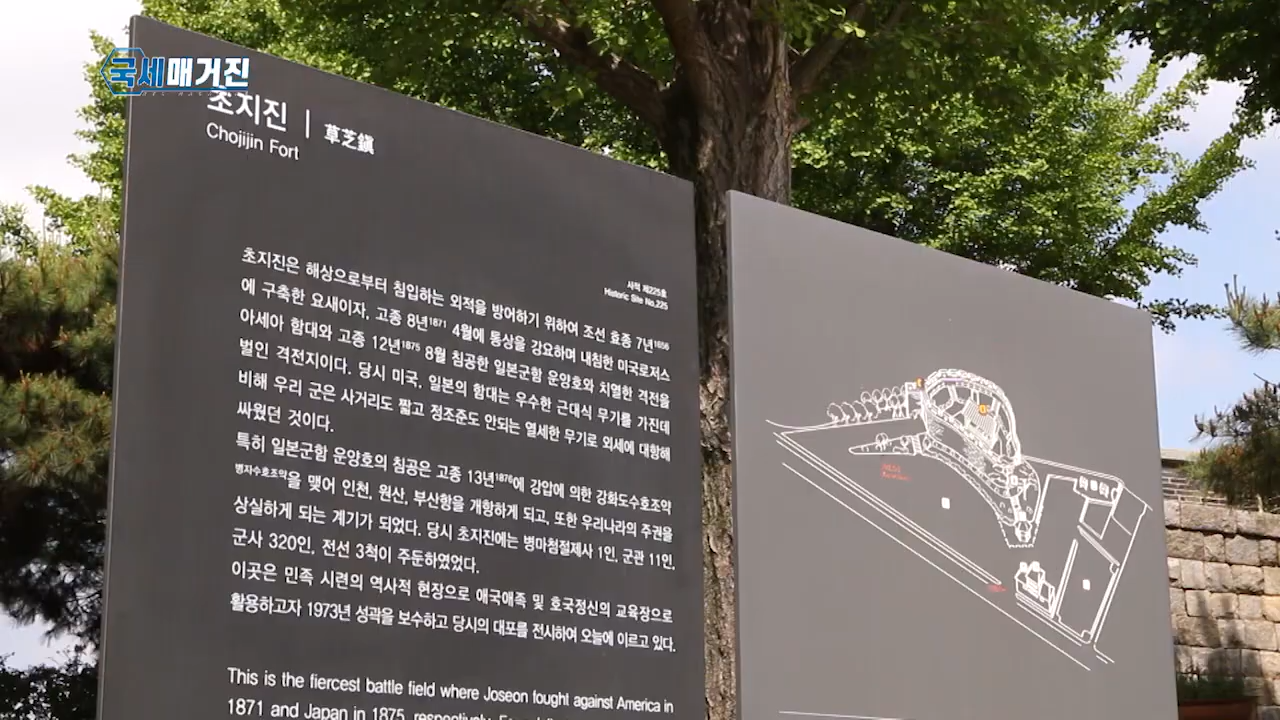 국세매거진
초지진 | 草芝鎭
Chojijin Fort
사적 제225호
Historic Site No.225
초지진은 해상으로부터 침입하는 외적을 방어하기 위하여 조선 효종 7년1656
에 구축한 요새이자, 고종 8년1871 4월에 통상을 강요하며 내침한 미국로저스
아세아 함대와 고종 12년1875 8월 침공한 일본군함 운양호와 치열한 격전을
벌인 격전지이다. 당시 미국, 일본의 함대는 우수한 근대식 무기를 가진데
비해 우리 군은 사거리도 짧고 정조준도 안되는 열세한 무기로 외세에 대항해
싸웠던 것이다.
특히 일본군함 운양호의 침공은 고종 13년1876에 강압에 의한 강화도수호조약
병자수호조약을 맺어 인천, 원산, 부산항을 개항하게 되고, 또한 우리나라의 주권을
상실하게 되는 계기가 되었다. 당시 초지진에는 병마첨절제사 1인, 군관 11인,
군사 320인, 전선 3척이 주둔하였었다.
이곳은 민족 시련의 역사적 현장으로 애국애족 및 호국정신의 교육장으로
활용하고자 1973년 성곽을 보수하고 당시의 대포를 전시하여 오늘에 이르고 있다.
This is the fiercest battle field where Joseon fought against America in
1871 and Japan in 1875, respectively.